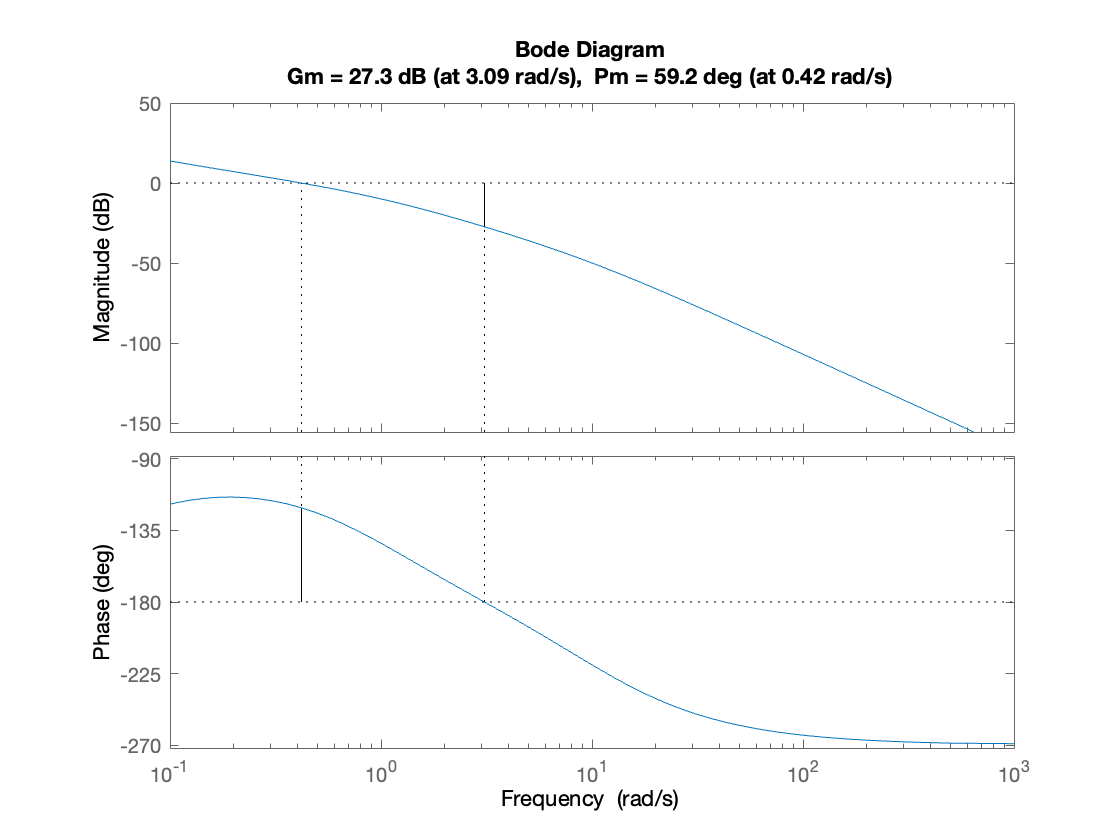 Bode Diagram
Gm = 27.3 dB (at 3.09 rad/s),  Pm = 59.2 deg (at 0.42 rad/s)
50
0
-50
-100
-150
Magnitude (dB)
-90
-135
-180
-225
-270
Phase (deg)
10^-1 10^0 10^1 10^2 10^3
Frequency  (rad/s)